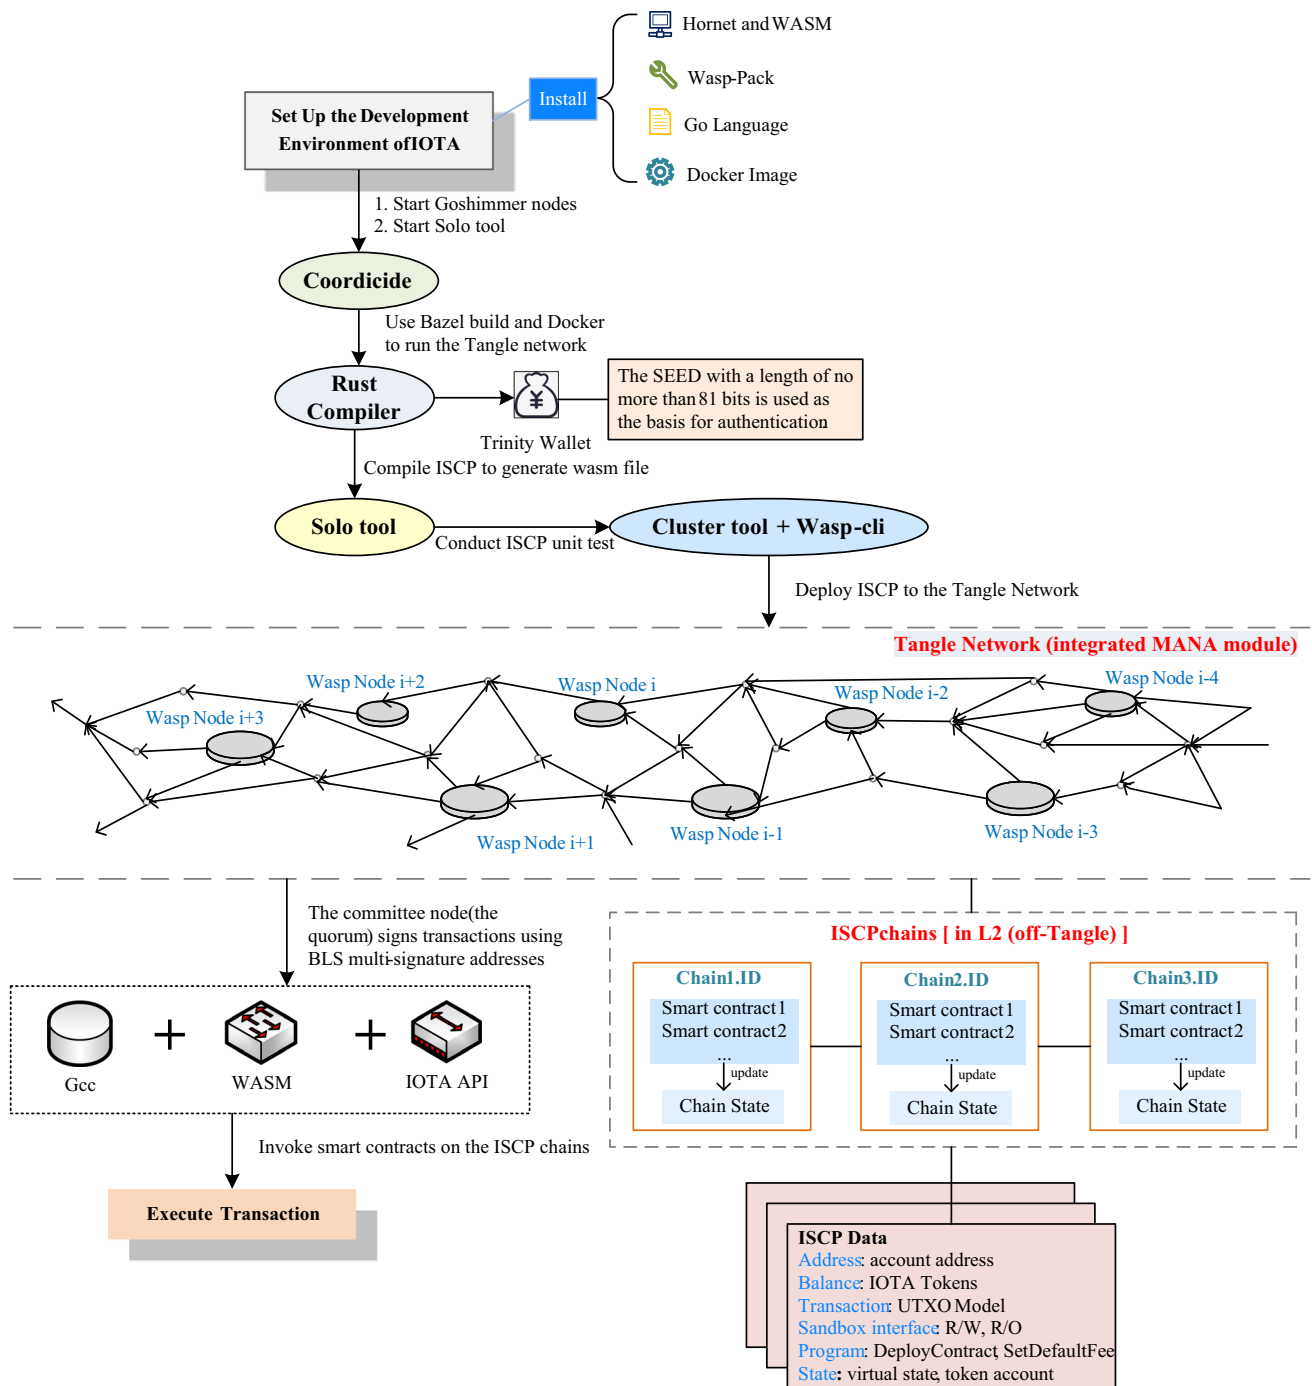 Hornet and WASM
Wasp-Pack
Install
Set Up the Development
Environment of IOTA
Go Language
Docker Image
1. Start Goshimmer nodes
2. Start Solo tool
Coordicide
Use Bazel build and Docker
to run the Tangle network
Rust
Compiler
The SEED with a length of no
more than 81 bits is used as
the basis for authentication.
Trinity Wallet
Compile ISCP to generate wasm file
Solo tool
Conduct ISCP unit test
Cluster tool + Wasp-cli
Deploy ISCP to the Tangle Network
Tangle Network (integrated MANA module)
Wasp Node i+3
Wasp Node i+2
Wasp Node i
Wasp Node i-2
Wasp Node i-4
Wasp Node i+1
Wasp Node i-1
Wasp Node i-3
The committee node(the
quorum) signs transactions using
BLS multi-signature addresses
Gcc
+
WASM
+
IOTA API
Invoke smart contracts on the ISCP chains
Execute Transaction
ISCPchains [ in L2 (off-Tangle) ]
Chain1.ID
Smart contract1
Smart contract2
...
update
Chain State
Chain2.ID
Smart contract1
Smart contract2
...
update
Chain State
Chain3.ID
Smart contract1
Smart contract2
...
update
Chain State
ISCP Data
Address: account address
Balance: IOTA Tokens
Transaction: UTXO Model
Sandbox interface: R/W, R/O
Program: DeployContract, SetDefaultFee
State: virtual state, token account